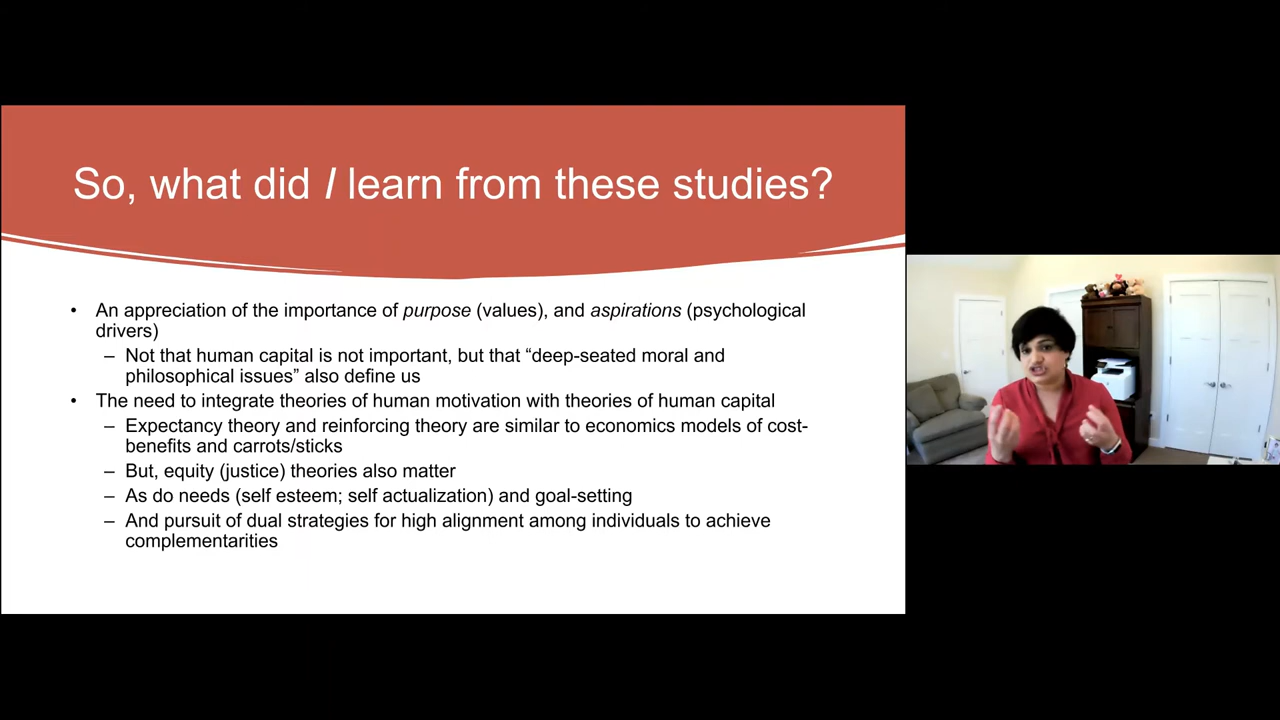 So, what did I learn from these studies?
• An appreciation of the importance of purpose (values), and aspirations (psychological
drivers)
– Not that human capital is not important, but that “deep-seated moral and
philosophical issues” also define us
• The need to integrate theories of human motivation with theories of human capital
– Expectancy theory and reinforcing theory are similar to economics models of cost-
benefits and carrots/sticks
– But, equity (justice) theories also matter
– As do needs (self esteem; self actualization) and goal-setting
– And pursuit of dual strategies for high alignment among individuals to achieve
complementarities